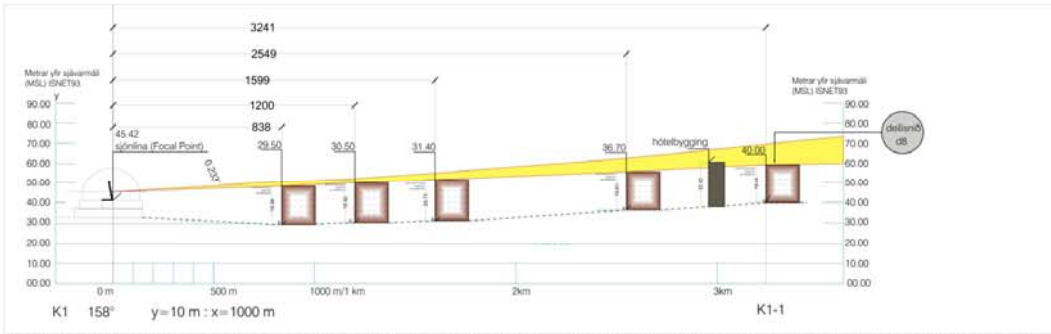 3241
2549
1599
1200
838
Metrar yfir sjávarmáli
(MSL) ISNET93
y
90.00
80.00
70.00
60.00
50.00
40.00
30.00
20.00
10.00
00.00
45.42
sjónlína (Focal Point)
0.232°
29.50
30.50
31.40
36.70
hótelbygging
40.00
Metrar yfir sjávarmáli
(MSL) ISNET93
90.00
80.00
70.00
60.00
50.00
40.00
30.00
20.00
10.00
00.00
deilisnið
d8
0 m
500 m
1000 m/1 km
2km
3km
K1 158° y=10 m : x=1000 m
K1-1